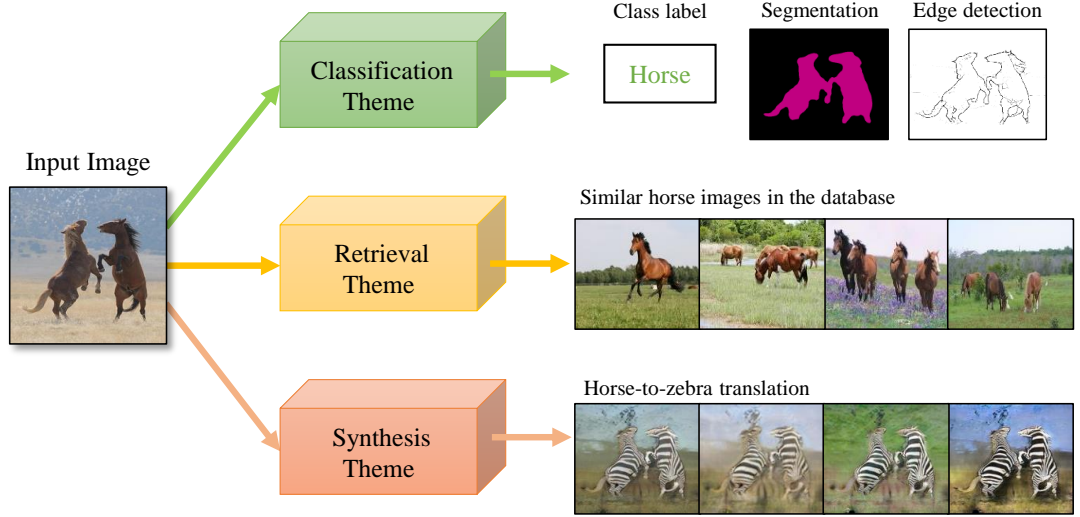 Class label
Segmentation
Edge detection
Classification
Theme
Horse
Input Image
Similar horse images in the database
Retrieval
Theme
Horse-to-zebra translation
Synthesis
Theme